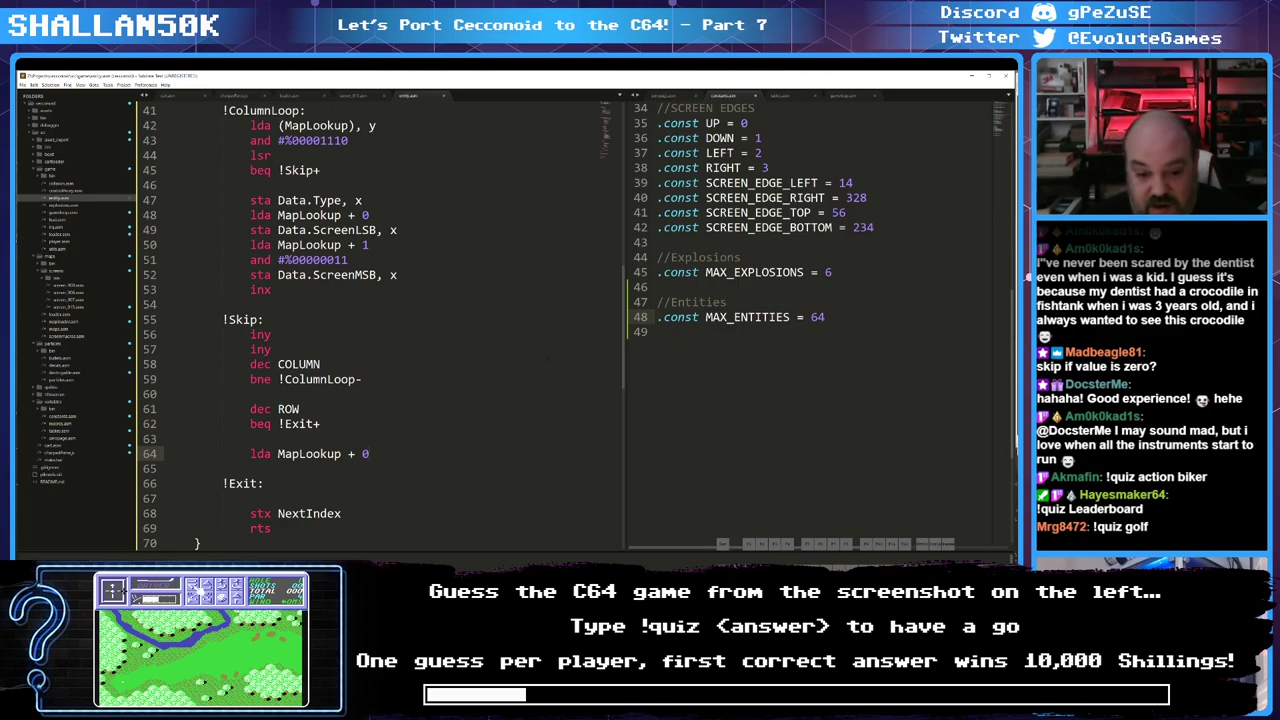 SHALLAN50K
Let's Port Cecconoid to the C64! - Part 7
Discord gPeZuSE
Twitter @EvoluteGames
FOLDERS
41 !ColumnLoop:
42 lda (MapLookup), y
43 and #%00001110
44 lsr
45 beq !Skip+
46
47 sta Data.Type, x
48 lda MapLookup + 0
49 sta Data.ScreenLSB, x
50 lda MapLookup + 1
51 and #%00000011
52 sta Data.ScreenMSB, x
53 inx
54
55 !Skip:
56 iny
57 iny
58 dec COLUMN
59 bne !ColumnLoop-
60
61 dec ROW
62 beq !Exit+
63
64 lda MapLookup + 0
65
66 !Exit:
67
68 stx NextIndex
69 rts
70 }
34 //SCREEN EDGES
35 .const UP = 0
36 .const DOWN = 1
37 .const LEFT = 2
38 .const RIGHT = 3
39 .const SCREEN_EDGE_LEFT = 14
40 .const SCREEN_EDGE_RIGHT = 328
41 .const SCREEN_EDGE_TOP = 56
42 .const SCREEN_EDGE_BOTTOM = 234
43
44 //Explosions
45 .const MAX_EXPLOSIONS = 6
46
47 //Entities
48 .const MAX_ENTITIES = 64
49
Am0k0kad1s:
Am0k0kad1s:
I"ve never been scared by the dentist
even when i was a kid. I guess it's
because my dentist had a crocodile in
fishtank when i was 3 years old, and i
always wanted to see this crocodile
Madbeagle81:
skip if value is zero?
DocsterMe:
hahaha! Good experience! hehe
Am0k0kad1s:
@DocsterMe I may sound mad, but i
love when all the instruments start to
run
Akmafin: !quiz action biker
Hayesmaker64:
!quiz Leaderboard
Mrg8472: !quiz golf
DRIVER
HOLE
SHOTS
TOTAL 000
PAR
WIND
Guess the C64 game from the screenshot on the left...
Type !quiz <answer> to have a go
One guess per player, first correct answer wins 10,000 Shillings!